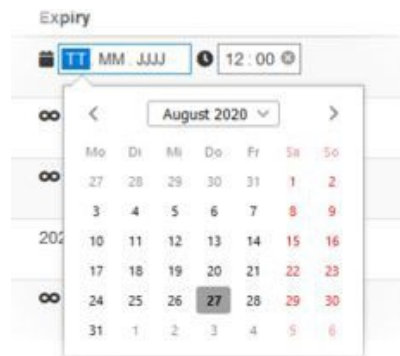 Expiry
TT . MM . JJJJ 12 : 00
∞ < August 2020 >
Mo Di Mi Do Fr Sa So
∞ 27 28 29 30 31 1 2
3 4 5 6 7 8 9
202 10 11 12 13 14 15 16
17 18 19 20 21 22 23
∞ 24 25 26 27 28 29 30
31 1 2 3 4 5 6